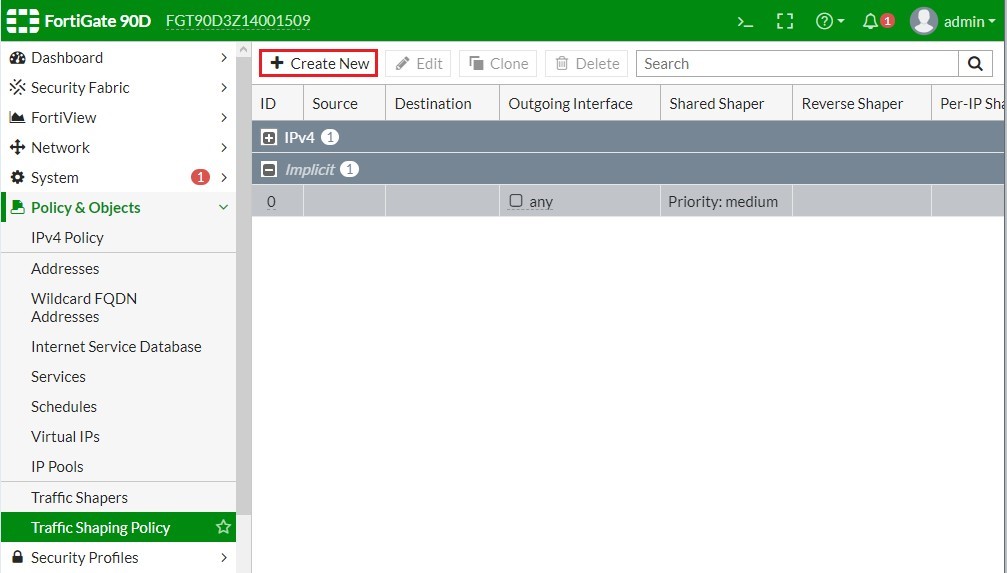 FortiGate 90D FGT90D3Z14001509 >_ ? 1 admin
Dashboard
Security Fabric
FortiView
Network
System 1
Policy & Objects
IPv4 Policy
Addresses
Wildcard FQDN
Addresses
Internet Service Database
Services
Schedules
Virtual IPs
IP Pools
Traffic Shapers
Traffic Shaping Policy
Security Profiles
+ Create New Edit Clone Delete Search
ID Source Destination Outgoing Interface Shared Shaper Reverse Shaper Per-IP Sha
IPv4 1
Implicit 1
0 any Priority: medium